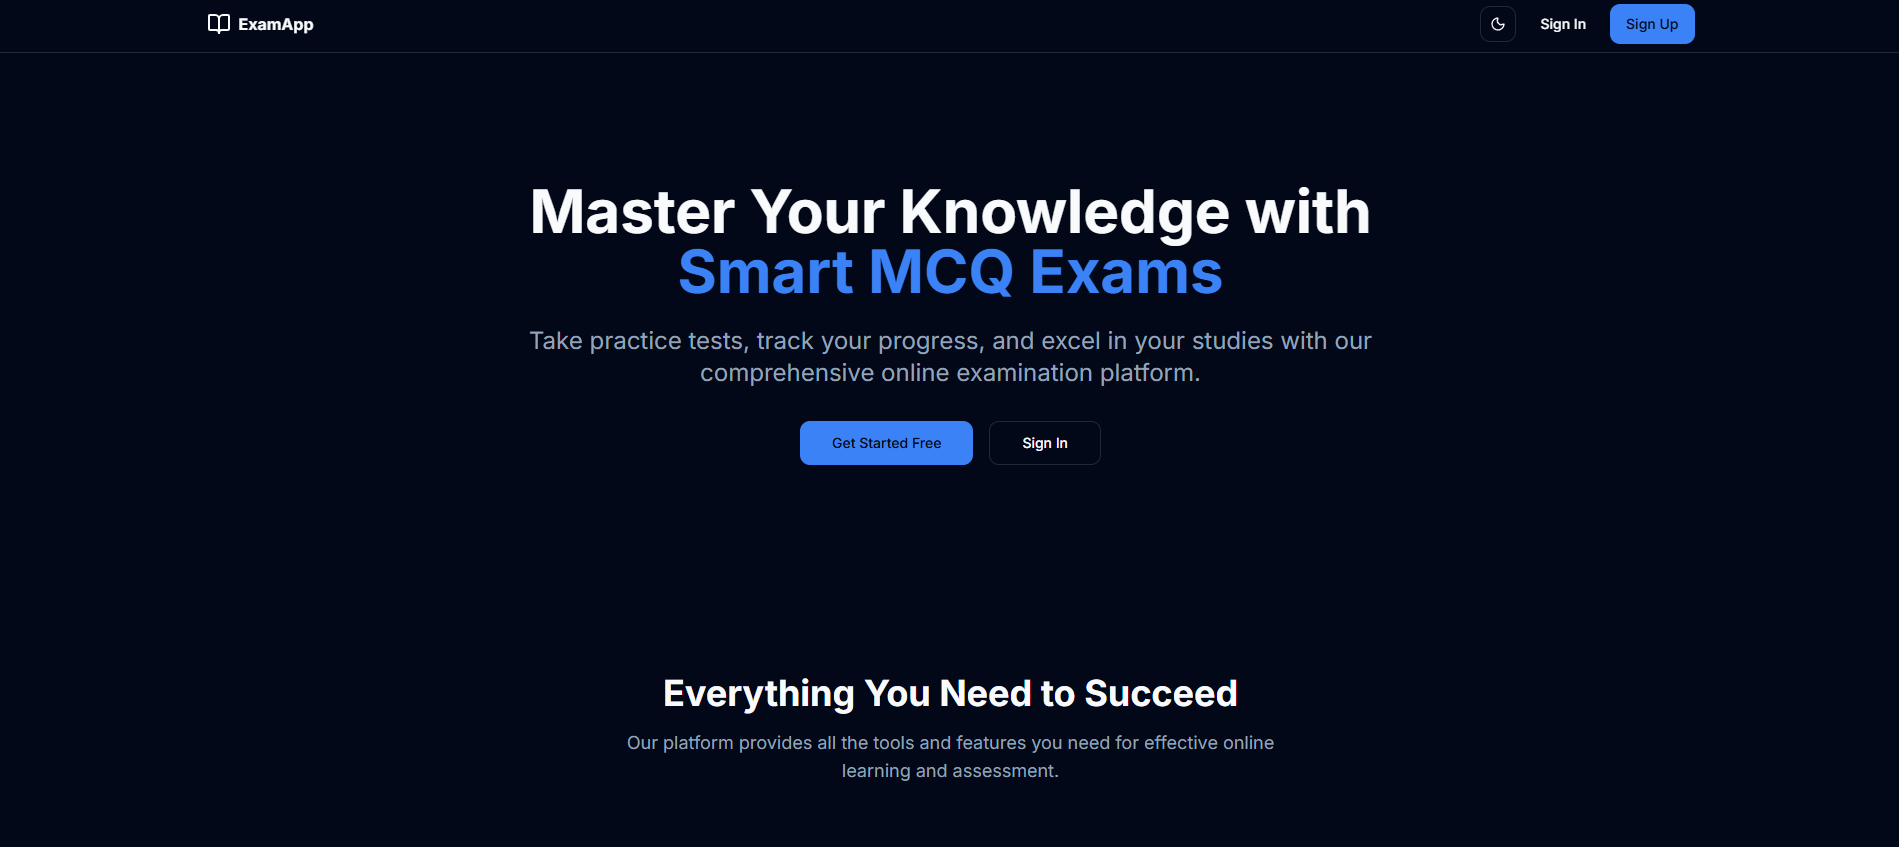 ExamApp
Sign In
Sign Up
Master Your Knowledge with
Smart MCQ Exams
Take practice tests, track your progress, and excel in your studies with our
comprehensive online examination platform.
Get Started Free
Sign In
Everything You Need to Succeed
Our platform provides all the tools and features you need for effective online
learning and assessment.